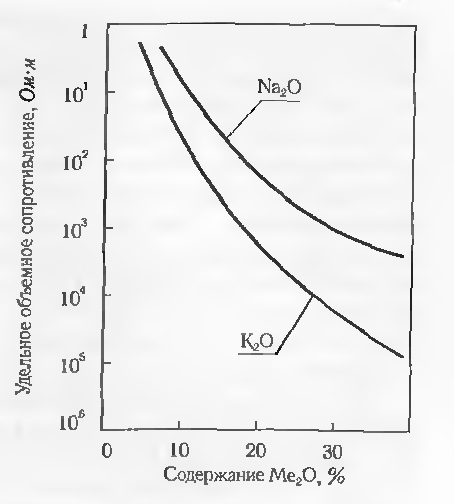 Удельное объемное сопротивление, Ом·м
1
10¹
10²
10³
10⁴
10⁵
10⁶
Na₂O
K₂O
0 10 20 30
Содержание Me₂O, %